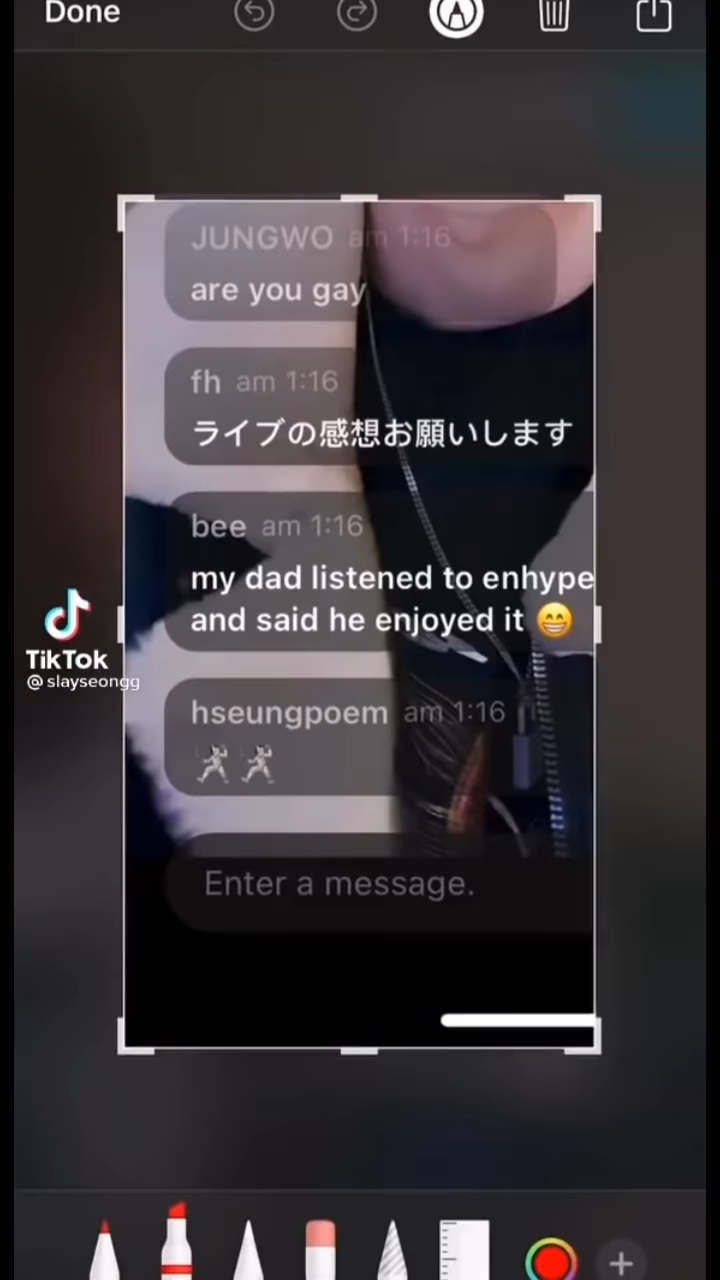 Done
JUNGWO am 1:16
are you gay
fh am 1:16
ライブの感想お願いします
bee am 1:16
my dad listened to enhype
and said he enjoyed it 😁
hseungpoem am 1:16
Enter a message.
TikTok
@slayseongg